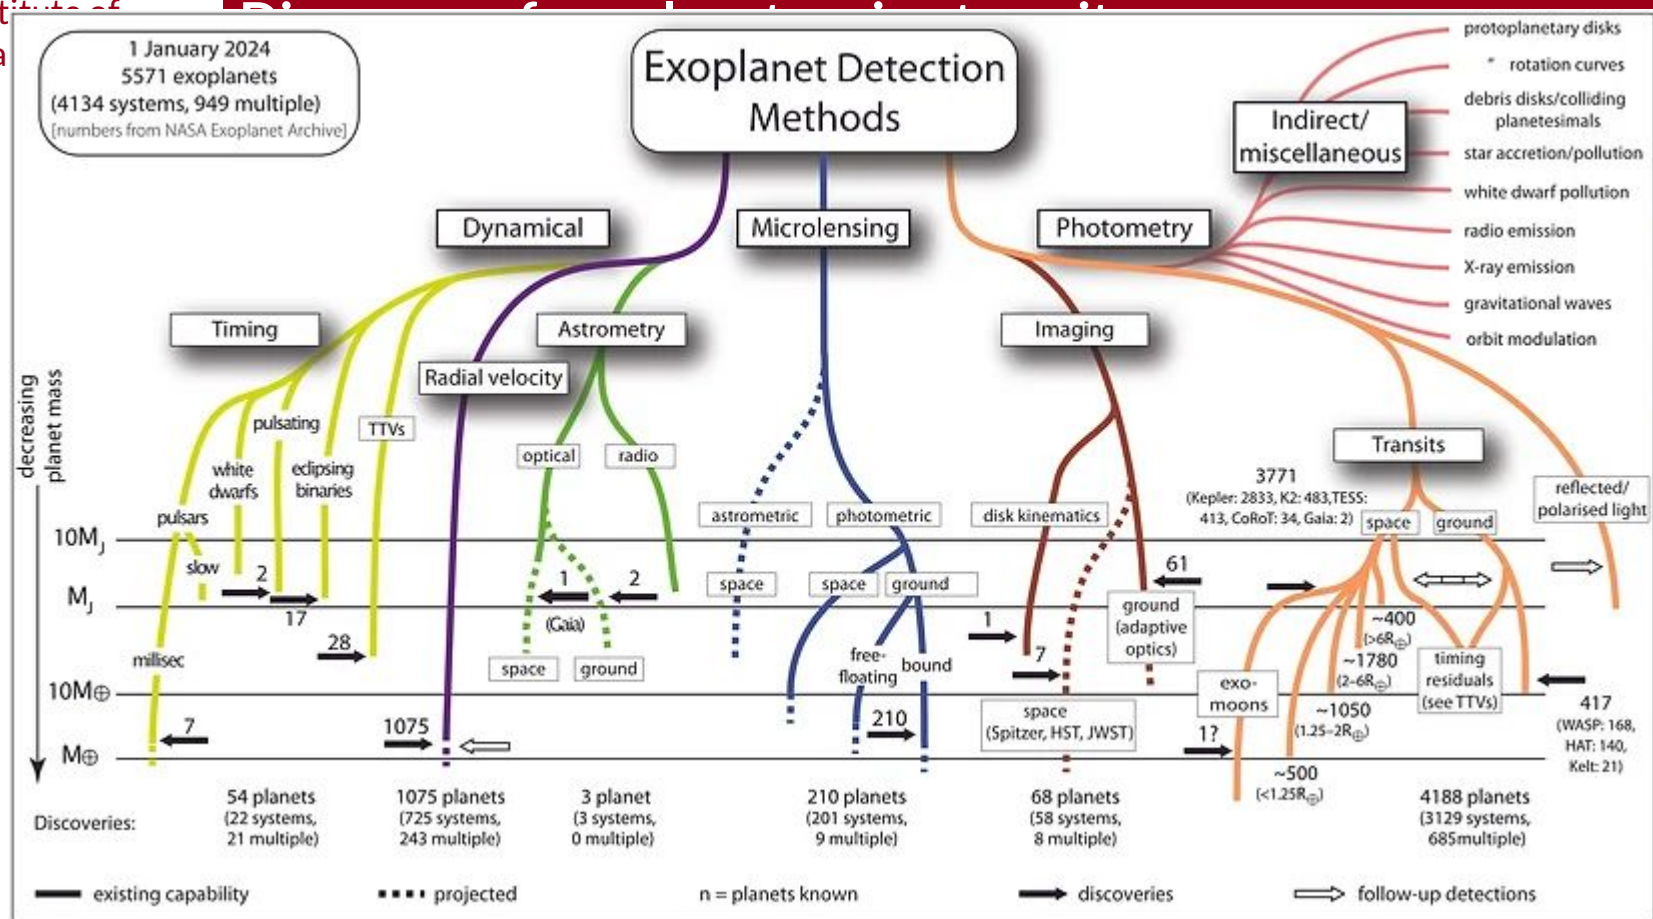 1 January 2024
5571 exoplanets
(4134 systems, 949 multiple)
[numbers from NASA Exoplanet Archive]
Exoplanet Detection
Methods
Indirect/
miscellaneous
protoplanetary disks
" rotation curves
debris disks/colliding
planetesimals
star accretion/pollution
white dwarf pollution
radio emission
X-ray emission
gravitational waves
orbit modulation
Dynamical
Microlensing
Photometry
Timing
Astrometry
Imaging
Radial velocity
Transits
decreasing
planet mass
pulsating
TTVs
white
dwarfs
eclipsing
binaries
pulsars
slow
millisec
optical
radio
astrometric
photometric
disk kinematics
3771
(Kepler: 2833, K2: 483,TESS:
413, CoRoT: 34, Gaia: 2)
space
ground
reflected/
polarised light
10MJ
MJ
10M⊕
M⊕
2
17
28
7
1075
1
(Gaia)
2
space
ground
space
space
ground
free-
floating
bound
210
1
7
61
ground
(adaptive
optics)
space
(Spitzer, HST, JWST)
exo-
moons
1?
~400
(>6R⊕)
~1780
(2–6R⊕)
~1050
(1.25–2R⊕)
~500
(<1.25R⊕)
timing
residuals
(see TTVs)
417
(WASP: 168,
HAT: 140,
Kelt: 21)
Discoveries:
54 planets
(22 systems,
21 multiple)
1075 planets
(725 systems,
243 multiple)
3 planet
(3 systems,
0 multiple)
210 planets
(201 systems,
9 multiple)
68 planets
(58 systems,
8 multiple)
4188 planets
(3129 systems,
685multiple)
existing capability
projected
n = planets known
discoveries
follow-up detections